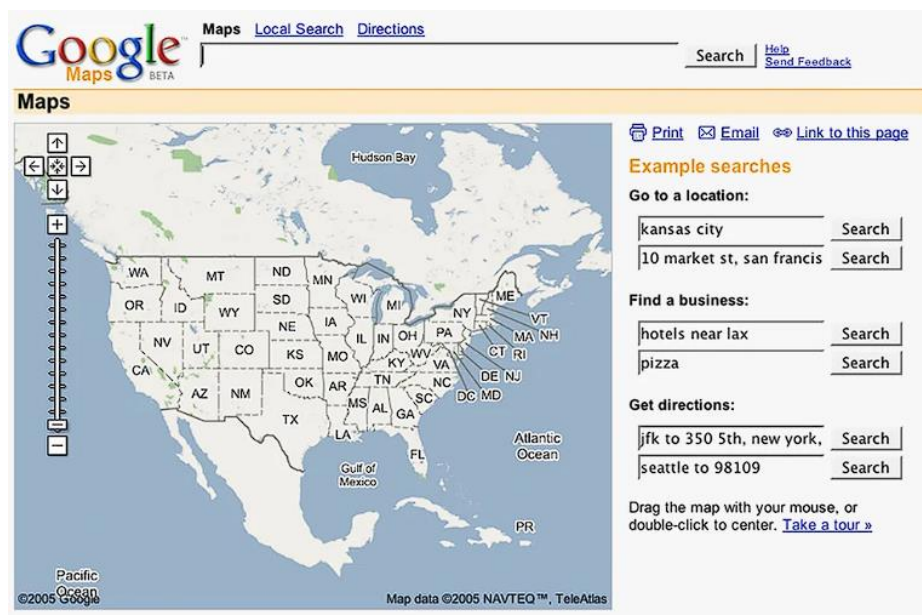 Maps Local Search Directions
Google™
Maps BETA
Search
Help
Send Feedback
Maps
Print Email Link to this page
Example searches
Go to a location:
kansas city Search
10 market st, san francis Search
Find a business:
hotels near lax Search
pizza Search
Get directions:
jfk to 350 5th, new york, Search
seattle to 98109 Search
Drag the map with your mouse, or
double-click to center. Take a tour »
Hudson Bay
WA MT ND MN ME
OR ID WY SD WI MI NY VT
MA NH
NV UT CO NE IA IL IN OH PA CT RI
CA KS MO KY WV VA DE NJ
AZ NM OK AR TN NC DC MD
TX MS AL GA SC
LA FL
Atlantic
Ocean
Gulf of
Mexico
PR
Pacific
Ocean
©2005 Google
Map data ©2005 NAVTEQ™, TeleAtlas